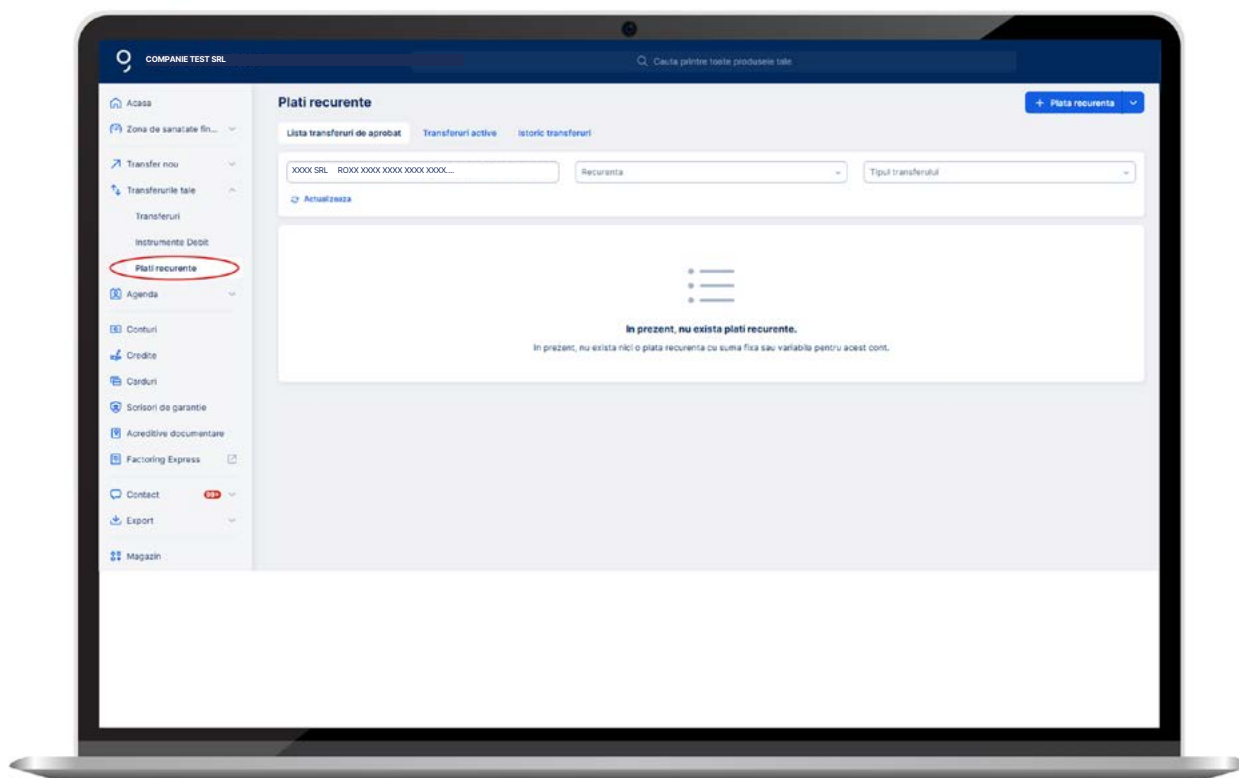 COMPANIE TEST SRL
Cauta printre toate produsele tale
Acasa
Zona de sanatate fin...
Transfer nou
Transferurile tale
Transferuri
Instrumente Debit
Plati recurente
Agenda
Conturi
Credite
Carduri
Scrisori de garantie
Acreditive documentare
Factoring Express
Contact 99+
Export
Magazin
Plati recurente
+ Plata recurenta
Lista transferuri de aprobat Transferuri active Istoric transferuri
XXXX SRL ROXX XXXX XXXX XXXX XXXX.... Recurenta Tipul transferului
Actualizeaza
In prezent, nu exista plati recurente.
In prezent, nu exista nici o plata recurenta cu suma fixa sau variabila pentru acest cont.